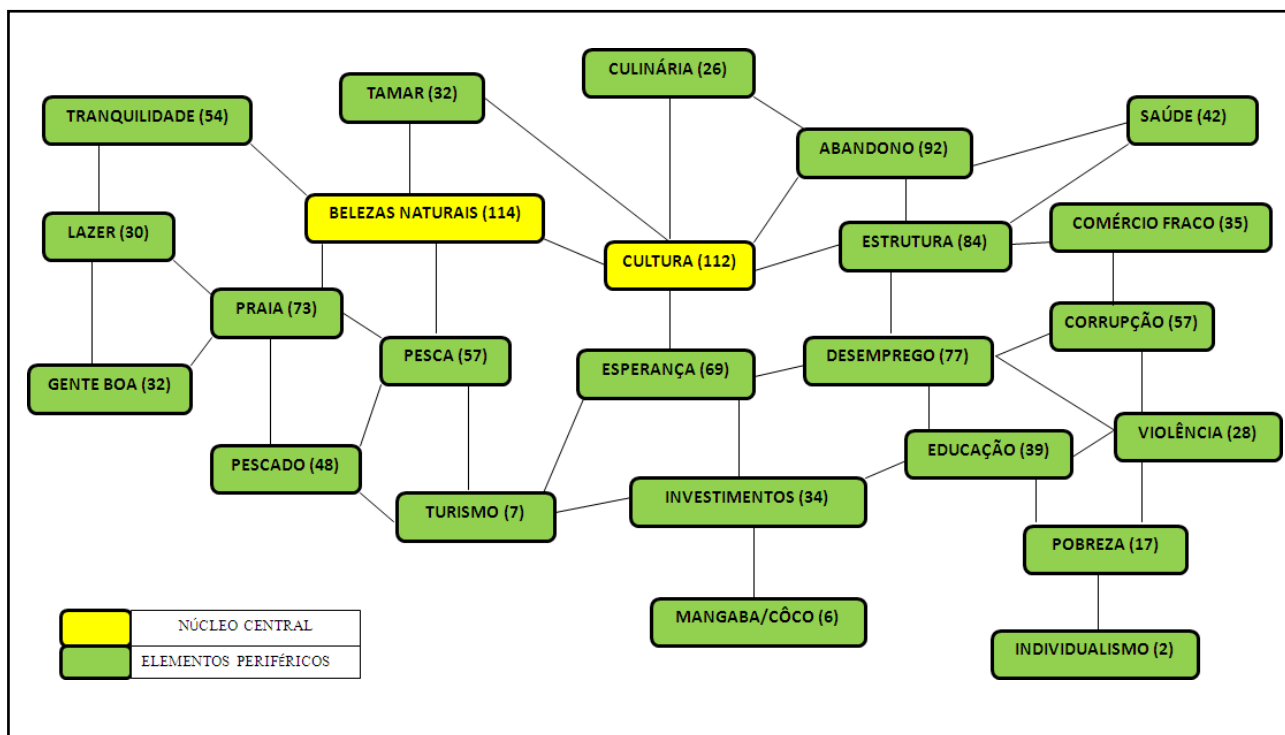 CULINÁRIA (26)
TAMAR (32)
TRANQUILIDADE (54)
SAÚDE (42)
ABANDONO (92)
BELEZAS NATURAIS (114)
COMÉRCIO FRACO (35)
LAZER (30)
ESTRUTURA (84)
CULTURA (112)
PRAIA (73)
CORRUPÇÃO (57)
PESCA (57)
DESEMPREGO (77)
ESPERANÇA (69)
GENTE BOA (32)
VIOLÊNCIA (28)
EDUCAÇÃO (39)
PESCADO (48)
INVESTIMENTOS (34)
TURISMO (7)
POBREZA (17)
MANGABA/CÔCO (6)
NÚCLEO CENTRAL
INDIVIDUALISMO (2)
ELEMENTOS PERIFÉRICOS